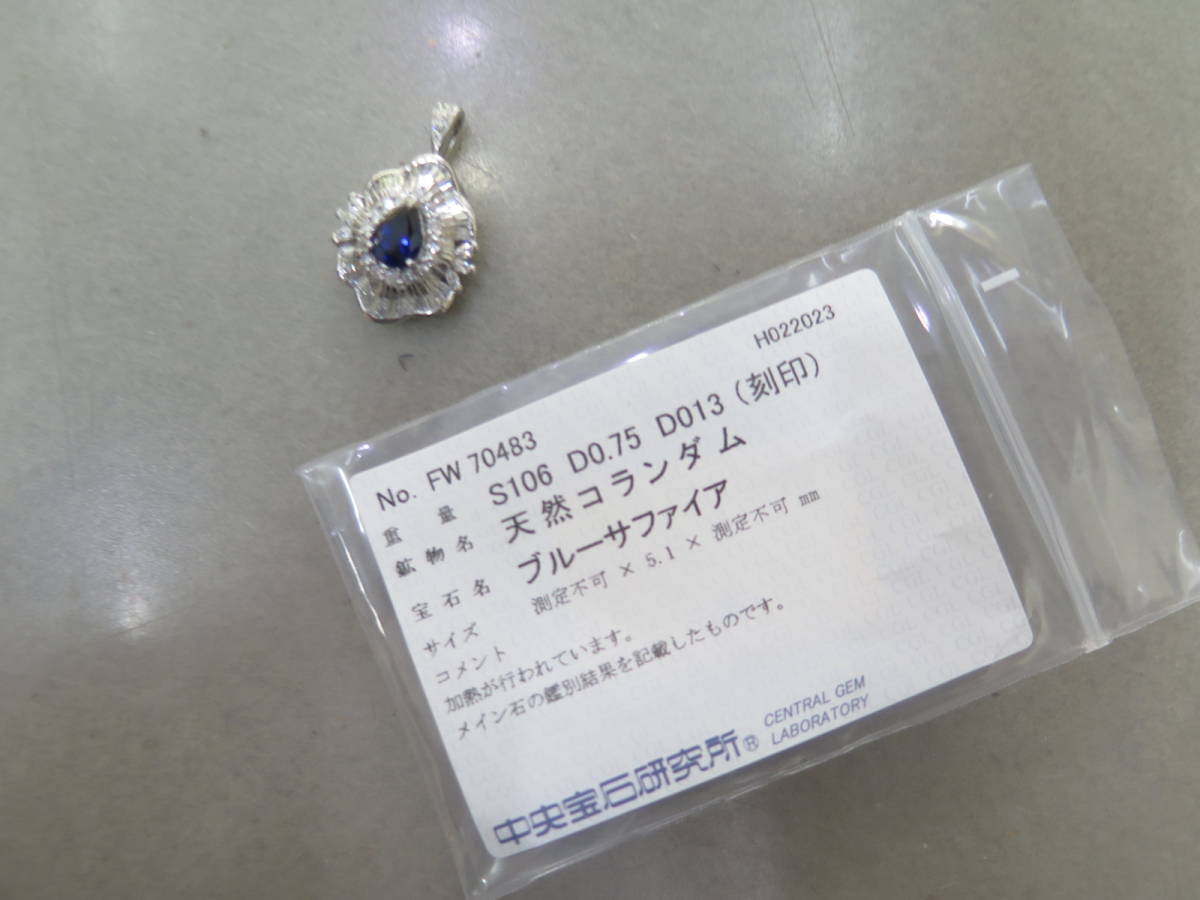 H022023
No. FW 70483
重量 S106 D0.75 D013 (刻印)
鉱物名 天然コランダム
宝石名 ブルーサファイア
サイズ 測定不可 × 5.1 × 測定不可 mm
コメント
加熱が行われています。
メイン石の鑑別結果を記載したものです。
中央宝石研究所® CENTRAL GEM
LABORATORY